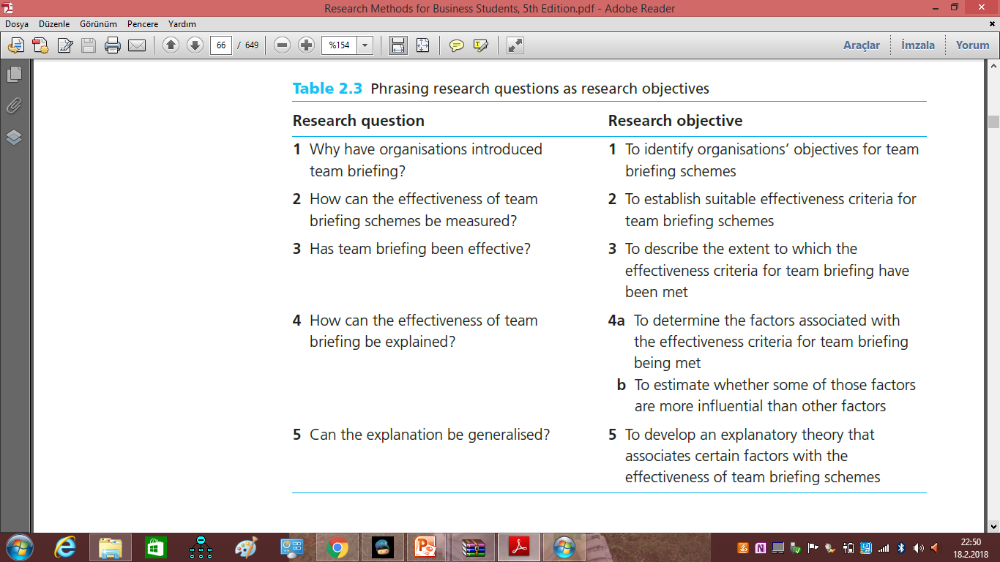 Research Methods for Business Students, 5th Edition.pdf - Adobe Reader
Dosya Düzenle Görünüm Pencere Yardım
66 / 649 %154 Araçlar İmzala Yorum
Table 2.3 Phrasing research questions as research objectives
Research question Research objective
1 Why have organisations introduced 1 To identify organisations’ objectives for team
team briefing? briefing schemes
2 How can the effectiveness of team 2 To establish suitable effectiveness criteria for
briefing schemes be measured? team briefing schemes
3 Has team briefing been effective? 3 To describe the extent to which the
effectiveness criteria for team briefing have
been met
4 How can the effectiveness of team 4a To determine the factors associated with
briefing be explained? the effectiveness criteria for team briefing
being met
b To estimate whether some of those factors
are more influential than other factors
5 Can the explanation be generalised? 5 To develop an explanatory theory that
associates certain factors with the
effectiveness of team briefing schemes
22:50
18.2.2018